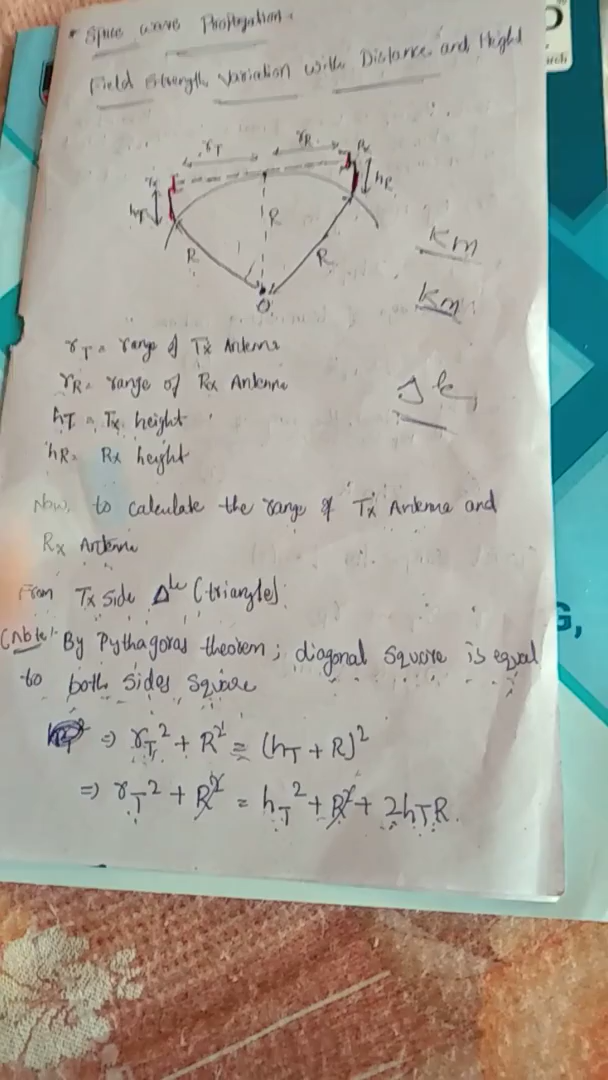 * Space wave Propagation.
Field Strength Variation with Distance and Height
rT rR
Rx
hT hR
R
R R
O
Km
Km
Δle
rT = range of Tx Antenna
rR = range of Rx Antenna
hT = Tx height
hR = Rx height
Now, to calculate the range of Tx Antenna and
Rx Antenna
From Tx side Δle (triangle)
(Note: By Pythagoras theorem; diagonal square is equal
to both sides square
⇒ rT² + R² = (hT + R)²
⇒ rT² + R² = hT² + R² + 2hTR.
G,